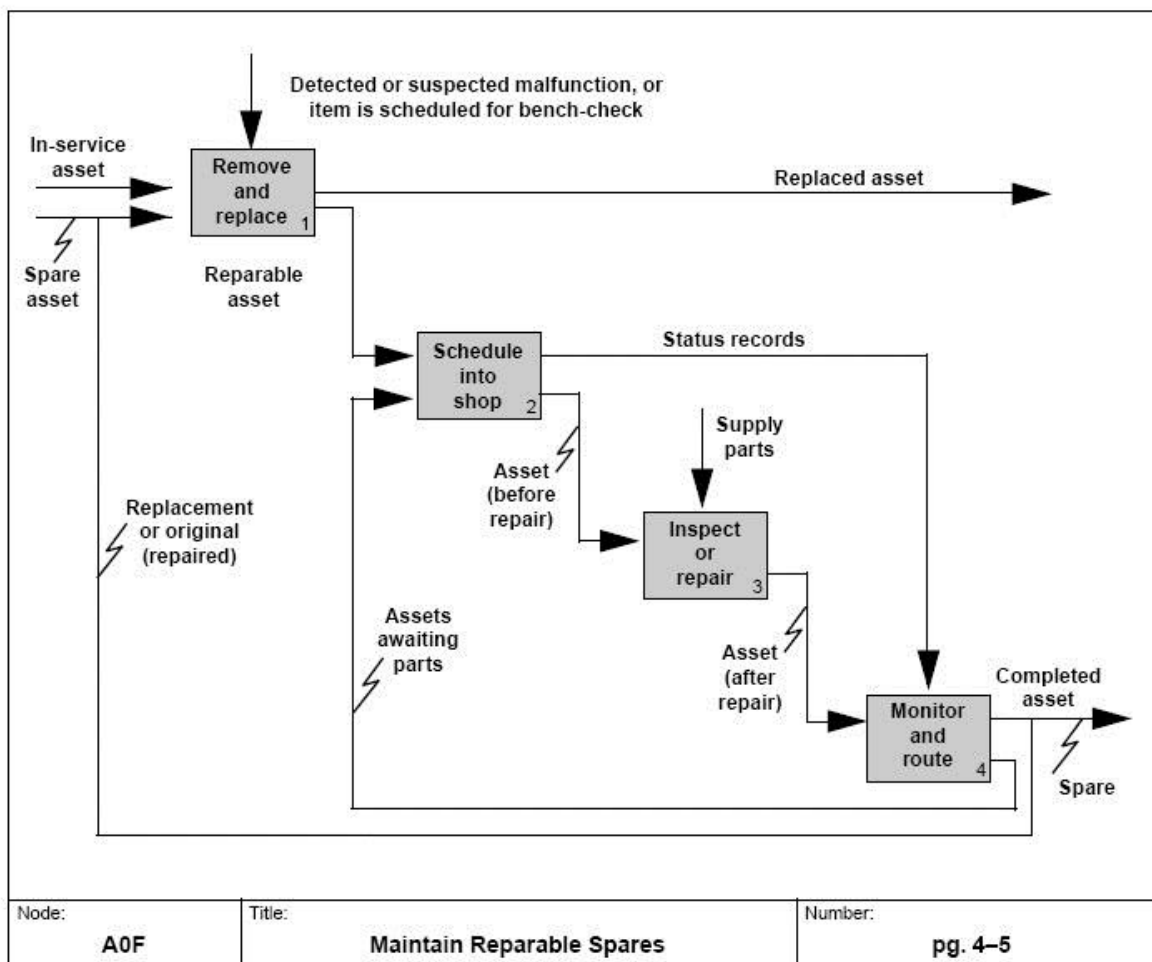 Detected or suspected malfunction, or
item is scheduled for bench-check
In-service
asset
Remove
and
replace 1
Replaced asset
Spare
asset
Reparable
asset
Schedule
into
shop 2
Status records
Supply
parts
Asset
(before
repair)
Replacement
or original
(repaired)
Inspect
or
repair 3
Assets
awaiting
parts
Asset
(after
repair)
Completed
asset
Monitor
and
route 4
Spare
Node:
A0F
Title:
Maintain Reparable Spares
Number:
pg. 4–5